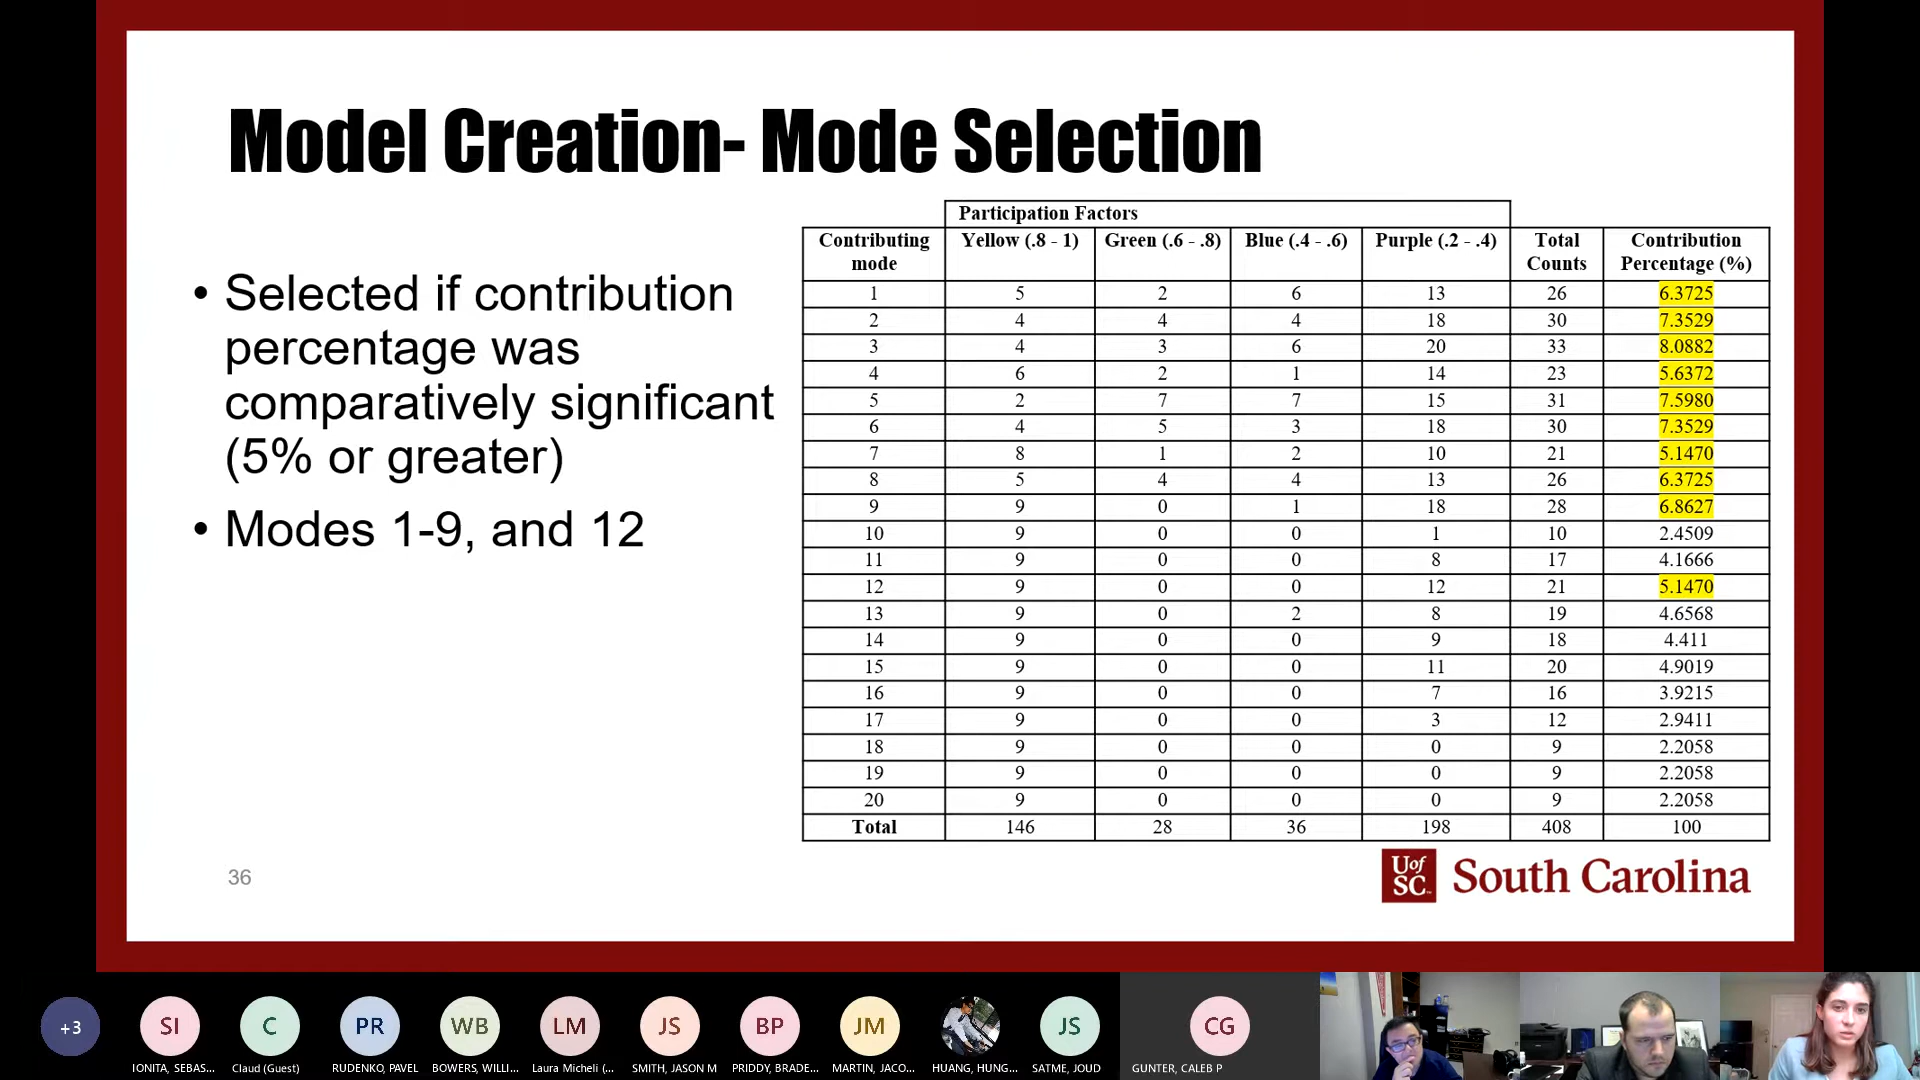 Model Creation- Mode Selection
• Selected if contribution
percentage was
comparatively significant
(5% or greater)
• Modes 1-9, and 12
Participation Factors
Contributing mode Yellow (.8 - 1) Green (.6 - .8) Blue (.4 - .6) Purple (.2 - .4) Total Counts Contribution Percentage (%)
1 5 2 6 13 26 6.3725
2 4 4 4 18 30 7.3529
3 4 3 6 20 33 8.0882
4 6 2 1 14 23 5.6372
5 2 7 7 15 31 7.5980
6 4 5 3 18 30 7.3529
7 8 1 2 10 21 5.1470
8 5 4 4 13 26 6.3725
9 9 0 1 18 28 6.8627
10 9 0 0 1 10 2.4509
11 9 0 0 8 17 4.1666
12 9 0 0 12 21 5.1470
13 9 0 2 8 19 4.6568
14 9 0 0 9 18 4.411
15 9 0 0 11 20 4.9019
16 9 0 0 7 16 3.9215
17 9 0 0 3 12 2.9411
18 9 0 0 0 9 2.2058
19 9 0 0 0 9 2.2058
20 9 0 0 0 9 2.2058
Total 146 28 36 198 408 100
36
Uof SC South Carolina
+3 SI C PR WB LM JS BP JM JS CG
IONITA, SEBAS... Claud (Guest) RUDENKO, PAVEL BOWERS, WILLI... Laura Micheli (... SMITH, JASON M PRIDDY, BRADE... MARTIN, JACO... HUANG, HUNG... SATME, JOUD GUNTER, CALEB P